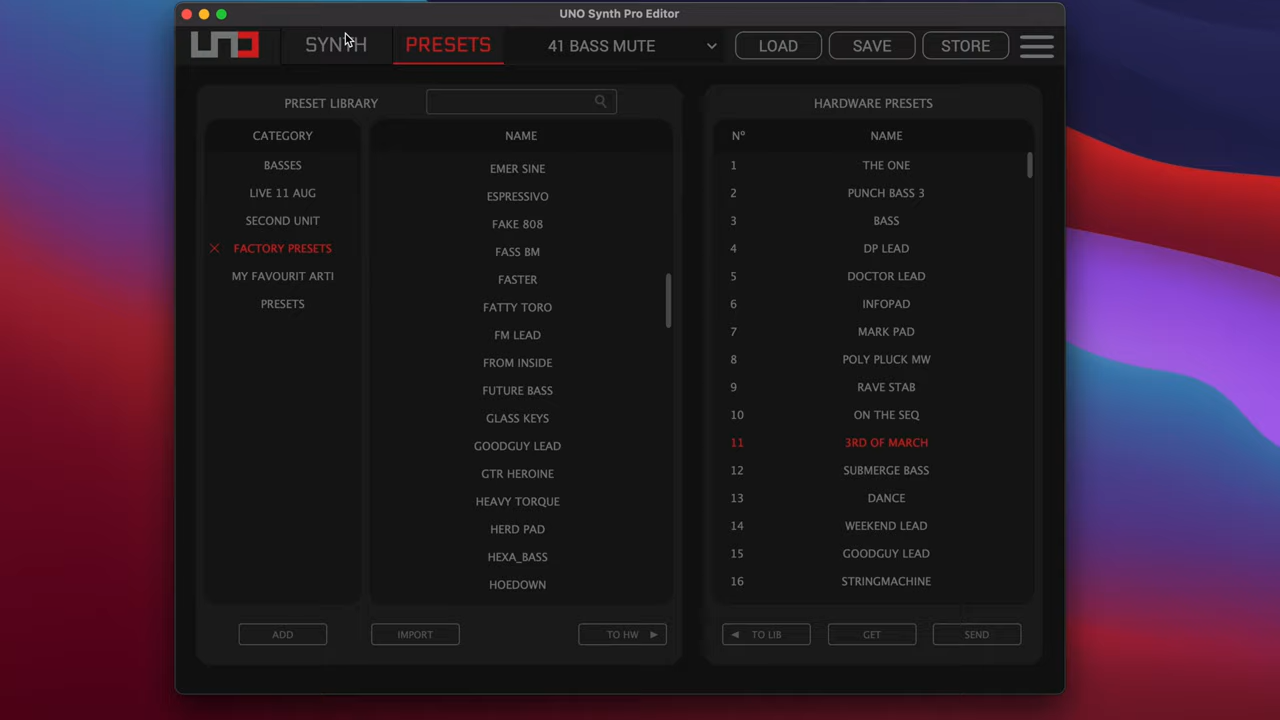 UNO Synth Pro Editor
UNO SYNTH PRESETS 41 BASS MUTE LOAD SAVE STORE
PRESET LIBRARY
CATEGORY
BASSES
LIVE 11 AUG
SECOND UNIT
FACTORY PRESETS
MY FAVOURIT ARTI
PRESETS
ADD
NAME
EMER SINE
ESPRESSIVO
FAKE 808
FASS BM
FASTER
FATTY TORO
FM LEAD
FROM INSIDE
FUTURE BASS
GLASS KEYS
GOODGUY LEAD
GTR HEROINE
HEAVY TORQUE
HERD PAD
HEXA_BASS
HOEDOWN
IMPORT TO HW
HARDWARE PRESETS
Nº NAME
1 THE ONE
2 PUNCH BASS 3
3 BASS
4 DP LEAD
5 DOCTOR LEAD
6 INFOPAD
7 MARK PAD
8 POLY PLUCK MW
9 RAVE STAB
10 ON THE SEQ
11 3RD OF MARCH
12 SUBMERGE BASS
13 DANCE
14 WEEKEND LEAD
15 GOODGUY LEAD
16 STRINGMACHINE
TO LIB GET SEND